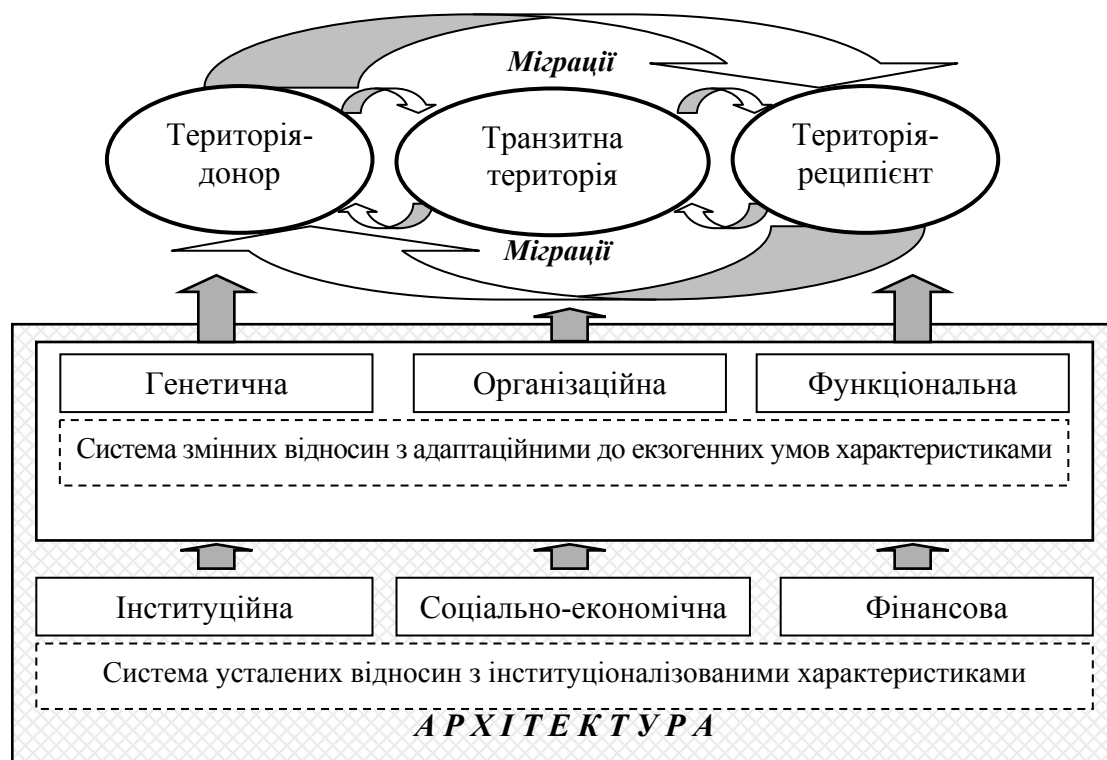 Міграції
Територія-
донор
Транзитна
територія
Територія-
реципієнт
Міграції
Генетична
Організаційна
Функціональна
Система змінних відносин з адаптаційними до екзогенних умов характеристиками
Інституційна
Соціально-економічна
Фінансова
Система усталених відносин з інституціоналізованими характеристиками
А Р Х І Т Е К Т У Р А